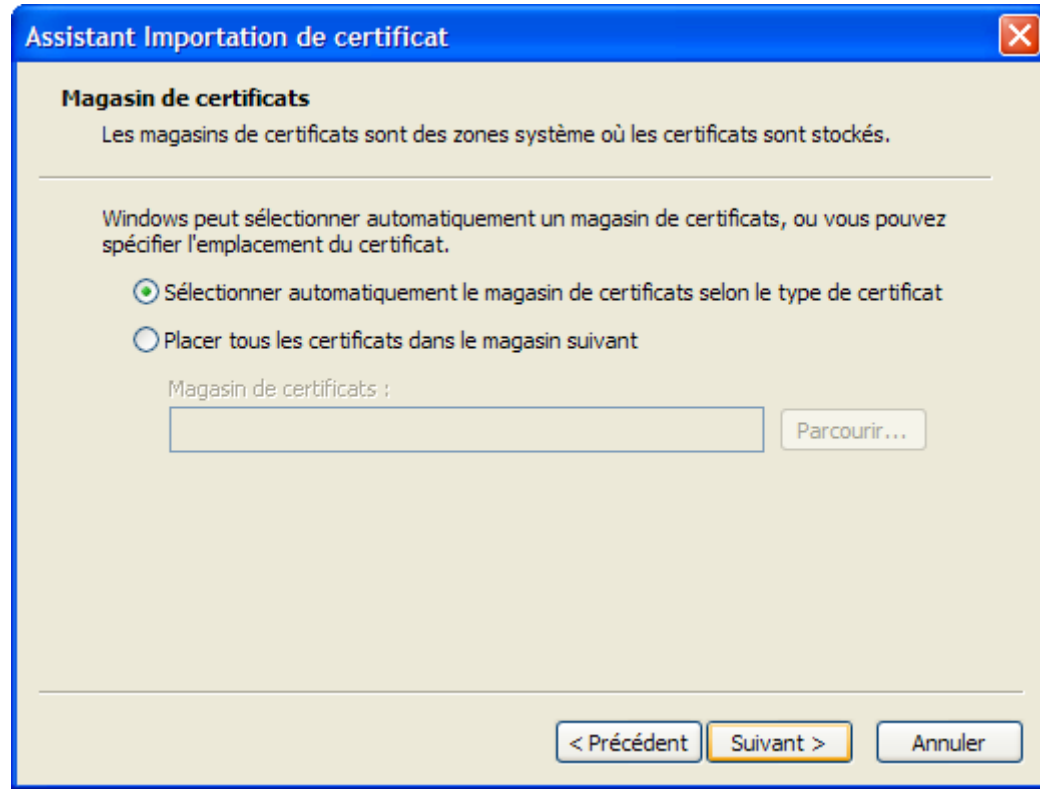 Assistant Importation de certificat
Magasin de certificats
Les magasins de certificats sont des zones système où les certificats sont stockés.
Windows peut sélectionner automatiquement un magasin de certificats, ou vous pouvez
spécifier l'emplacement du certificat.
Sélectionner automatiquement le magasin de certificats selon le type de certificat
Placer tous les certificats dans le magasin suivant
Magasin de certificats :
Parcourir...
< Précédent Suivant > Annuler